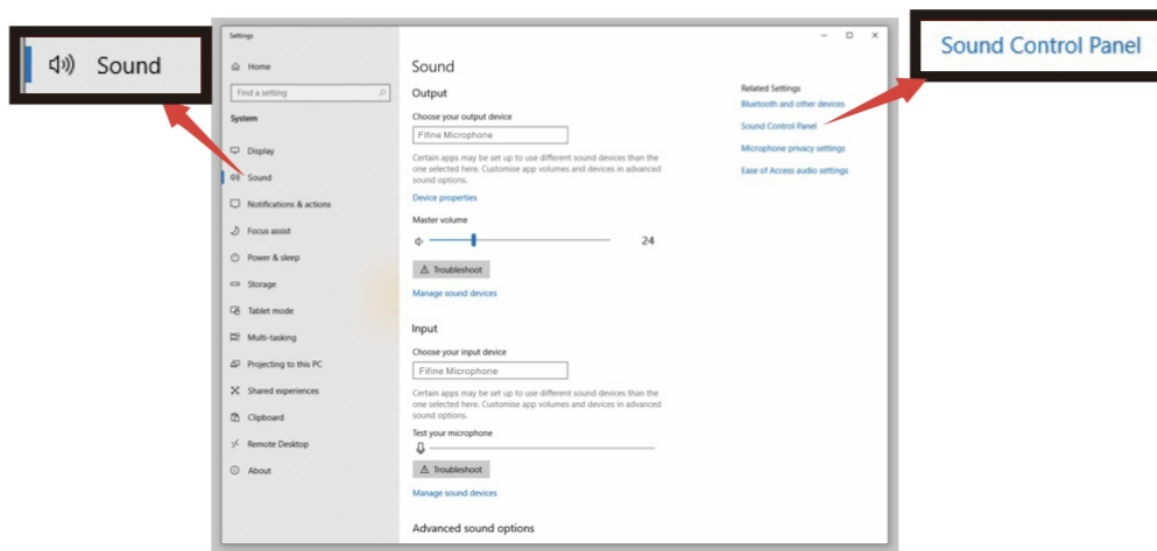 Sound
Sound Control Panel
Settings
Home
Find a setting
System
Display
Sound
Notifications & actions
Focus assist
Power & sleep
Storage
Tablet mode
Multi-tasking
Projecting to this PC
Shared experiences
Clipboard
Remote Desktop
About
Sound
Output
Choose your output device
Fifine Microphone
Certain apps may be set up to use different sound devices than the
one selected here. Customise app volumes and devices in advanced
sound options.
Device properties
Master volume
24
Troubleshoot
Manage sound devices
Input
Choose your input device
Fifine Microphone
Certain apps may be set up to use different sound devices than the
one selected here. Customise app volumes and devices in advanced
sound options.
Test your microphone
Troubleshoot
Manage sound devices
Advanced sound options
Related Settings
Bluetooth and other devices
Sound Control Panel
Microphone privacy settings
Ease of Access audio settings